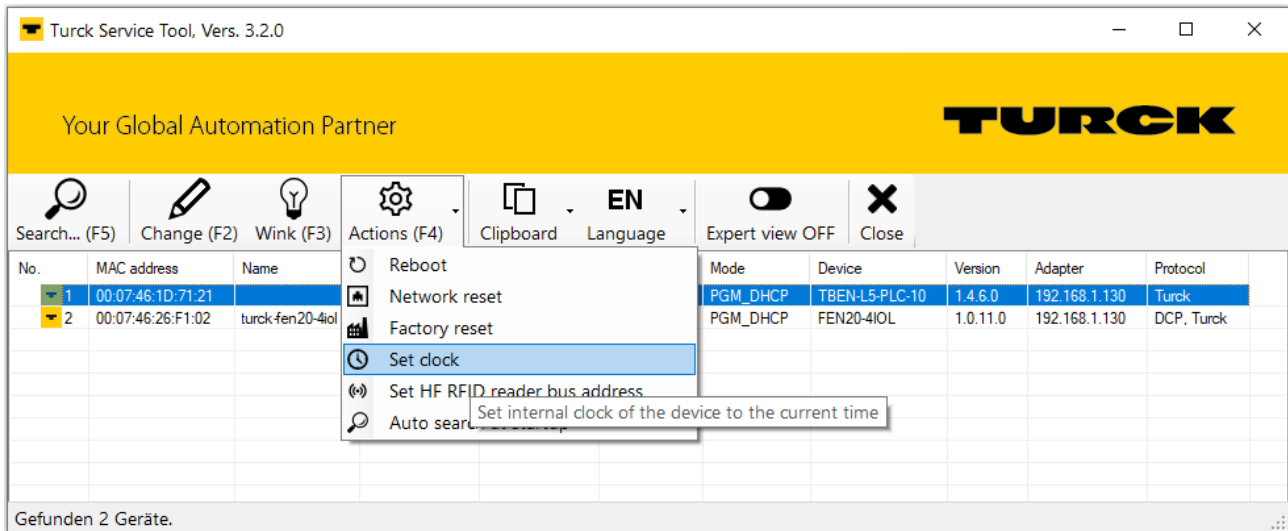 Turck Service Tool, Vers. 3.2.0
Your Global Automation Partner
TURCK
Search... (F5) Change (F2) Wink (F3) Actions (F4) Clipboard EN Language Expert view OFF Close
No. MAC address Name Mode Device Version Adapter Protocol
1 00:07:46:1D:71:21 PGM_DHCP TBEN-L5-PLC-10 1.4.6.0 192.168.1.130 Turck
2 00:07:46:26:F1:02 turck-fen20-4iol PGM_DHCP FEN20-4IOL 1.0.11.0 192.168.1.130 DCP, Turck
Reboot
Network reset
Factory reset
Set clock
Set HF RFID reader bus address
Set internal clock of the device to the current time
Auto search at startup
Gefunden 2 Geräte.